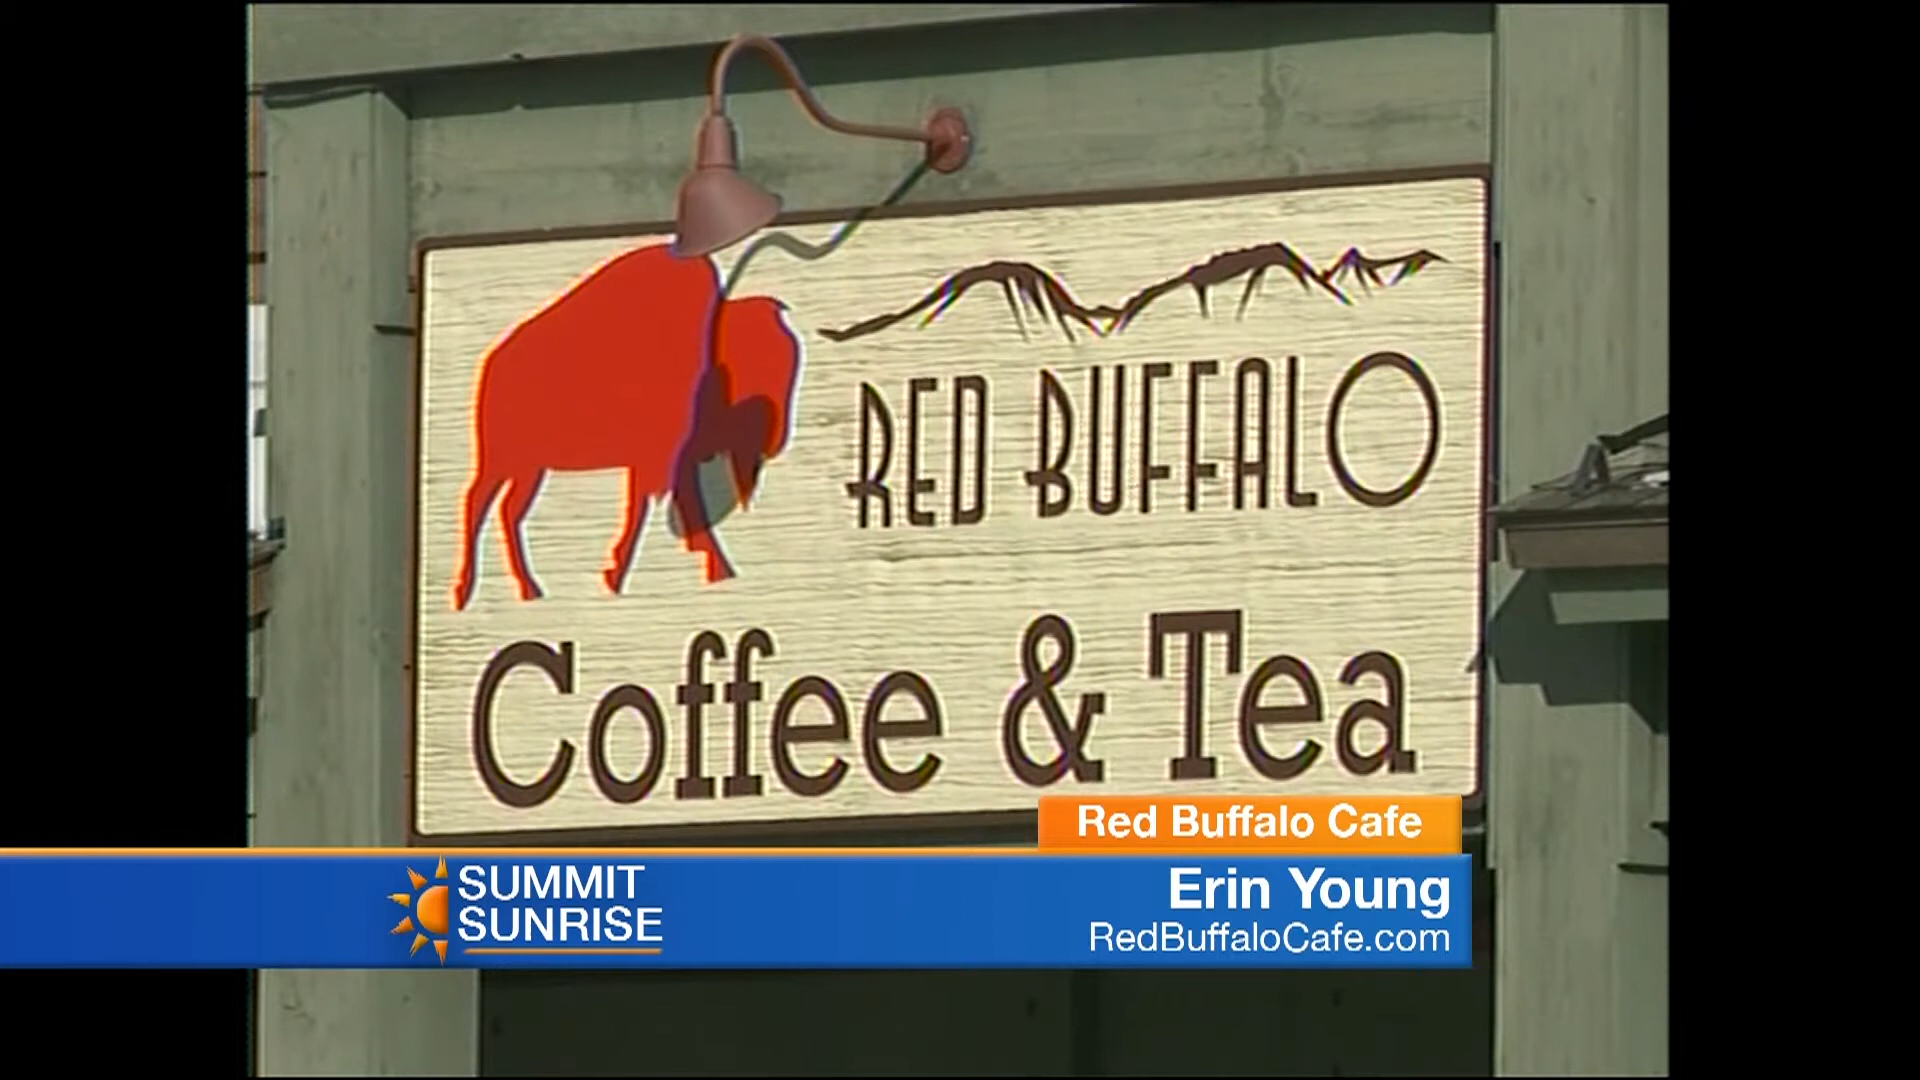 RED BUFFALO
Coffee & Tea
Red Buffalo Cafe
SUMMIT
SUNRISE
Erin Young
RedBuffaloCafe.com